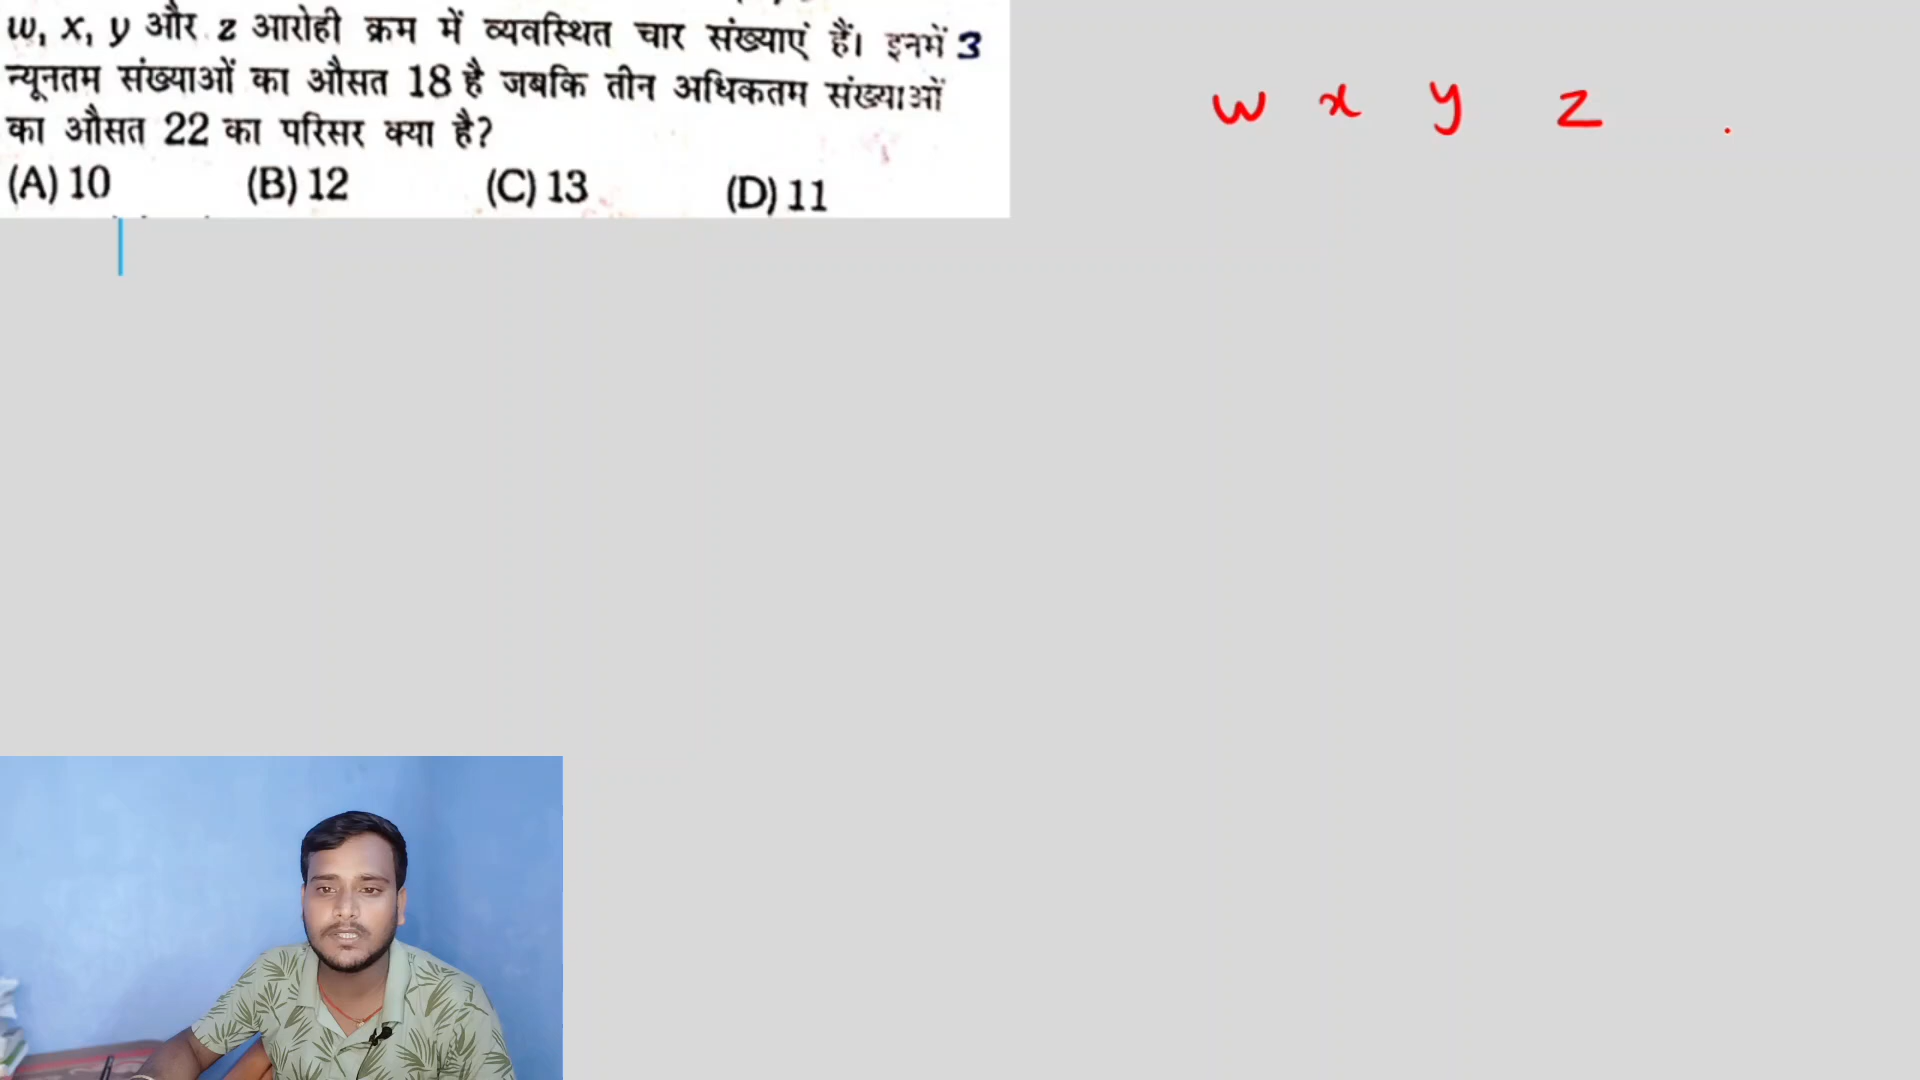 w, x, y और z आरोही क्रम में व्यवस्थित चार संख्याएं हैं। इनमें 3
न्यूनतम संख्याओं का औसत 18 है जबकि तीन अधिकतम संख्याओं
का औसत 22 का परिसर क्या है?
(A) 10 (B) 12 (C) 13 (D) 11
w x y z